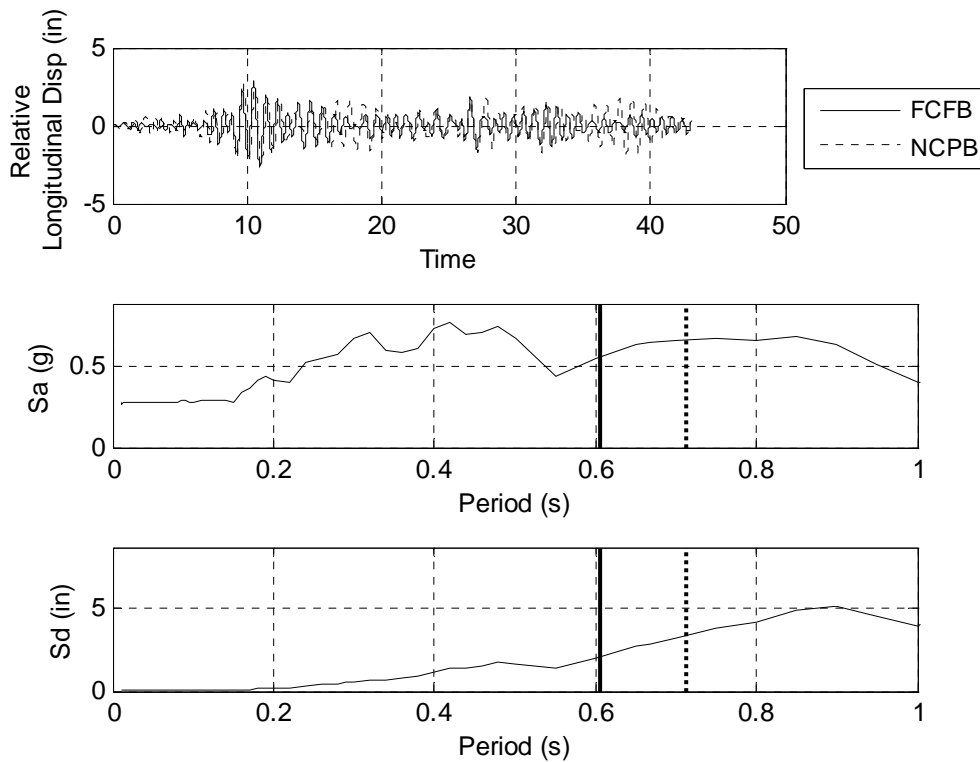 Relative
Longitudinal Disp (in)
5
0
-5
0 10 20 30 40 50
Time
FCFB
NCPB
Sa (g)
0.5
0
0 0.2 0.4 0.6 0.8 1
Period (s)
Sd (in)
5
0
0 0.2 0.4 0.6 0.8 1
Period (s)